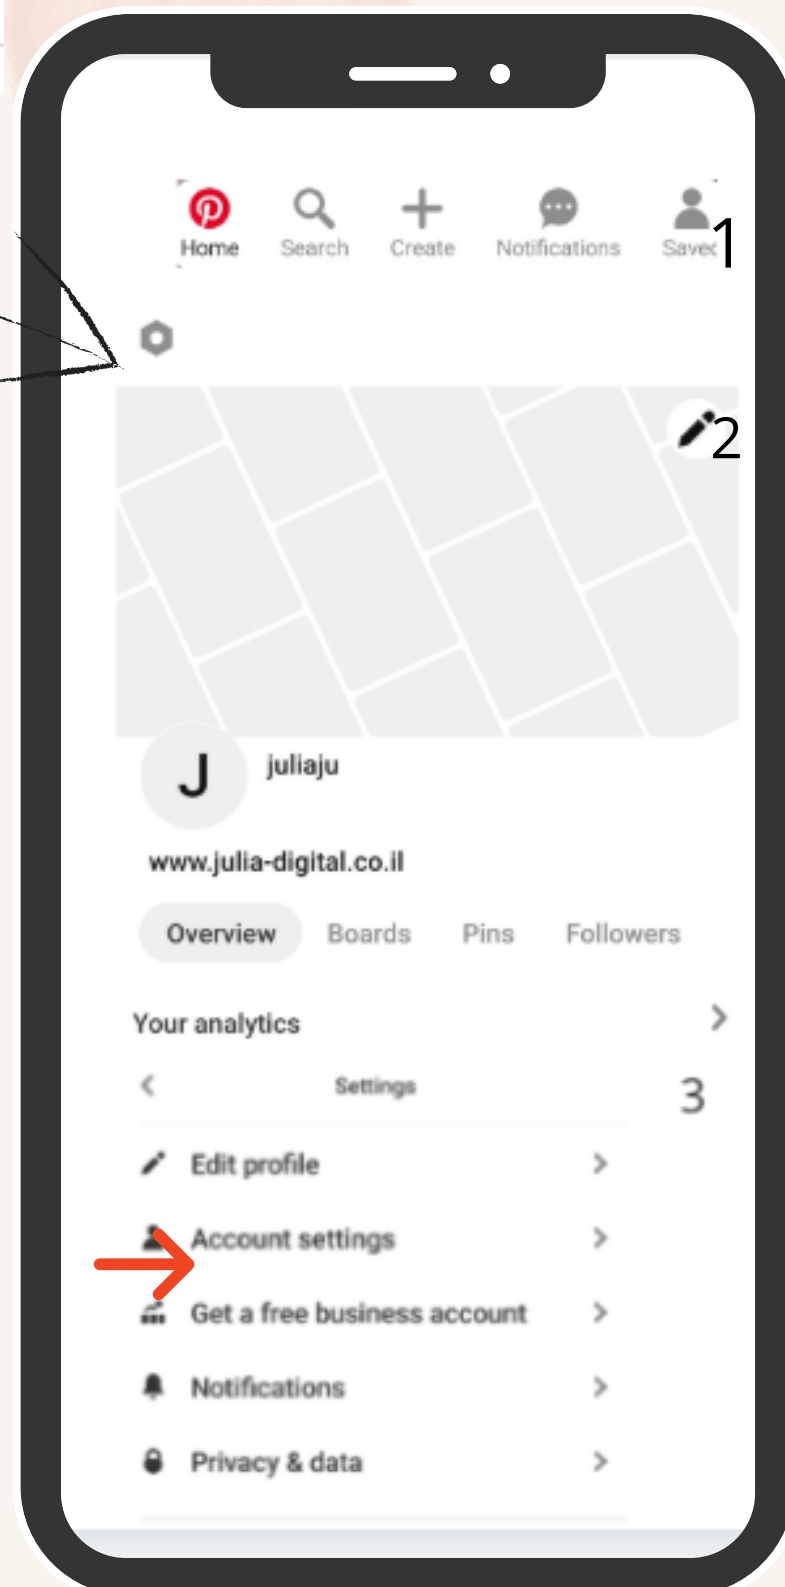 Home Search Create Notifications Saved 1
2
J juliaju
www.julia-digital.co.il
Overview Boards Pins Followers
Your analytics
Settings 3
Edit profile
Account settings
Get a free business account
Notifications
Privacy & data